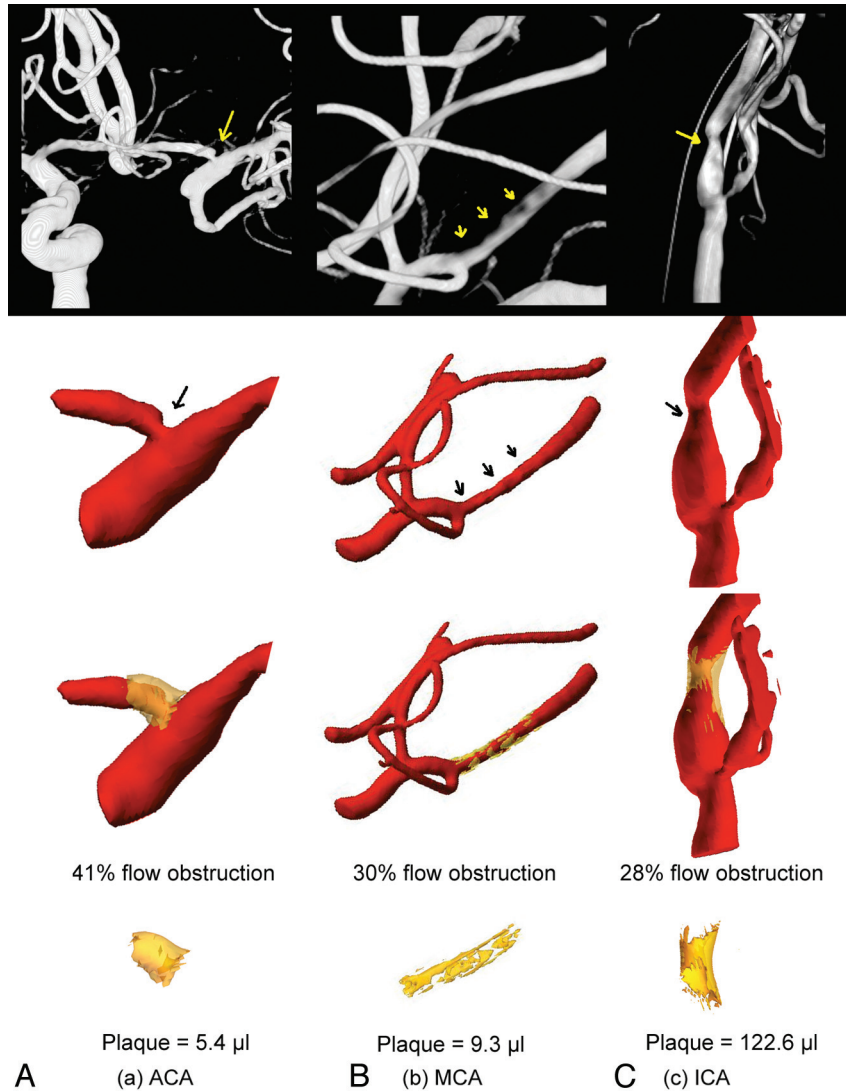 41% flow obstruction 30% flow obstruction 28% flow obstruction
Plaque = 5.4 µl Plaque = 9.3 µl Plaque = 122.6 µl
A (a) ACA B (b) MCA C (c) ICA